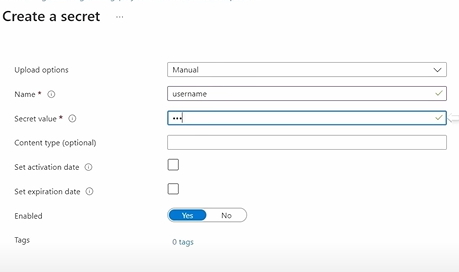 Create a secret ...
Upload options Manual
Name * username
Secret value * •••
Content type (optional)
Set activation date
Set expiration date
Enabled Yes No
Tags 0 tags